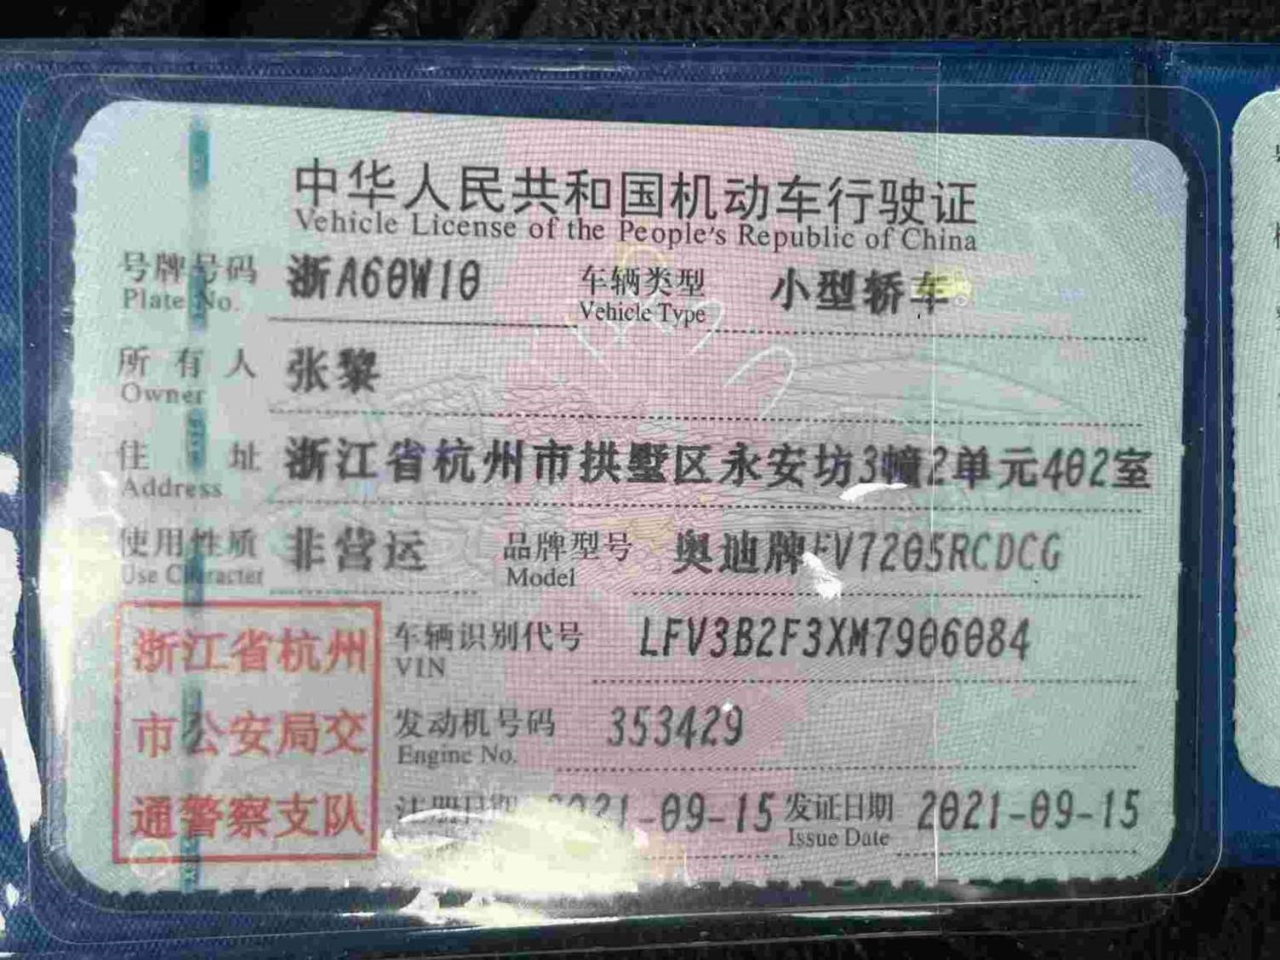 中华人民共和国机动车行驶证
Vehicle License of the People's Republic of China
号牌号码 浙A60W10 车辆类型 小型轿车
Plate No. Vehicle Type
所有人 张黎
Owner
住址 浙江省杭州市拱墅区永安坊3幢2单元402室
Address
使用性质 非营运 品牌型号 奥迪牌FV7205RCDCG
Use Character Model
浙江省杭州 车辆识别代号 LFV3B2F3XM7906084
VIN
市公安局交 发动机号码 353429
Engine No.
通警察支队 注册日期 2021-09-15 发证日期 2021-09-15
Issue Date